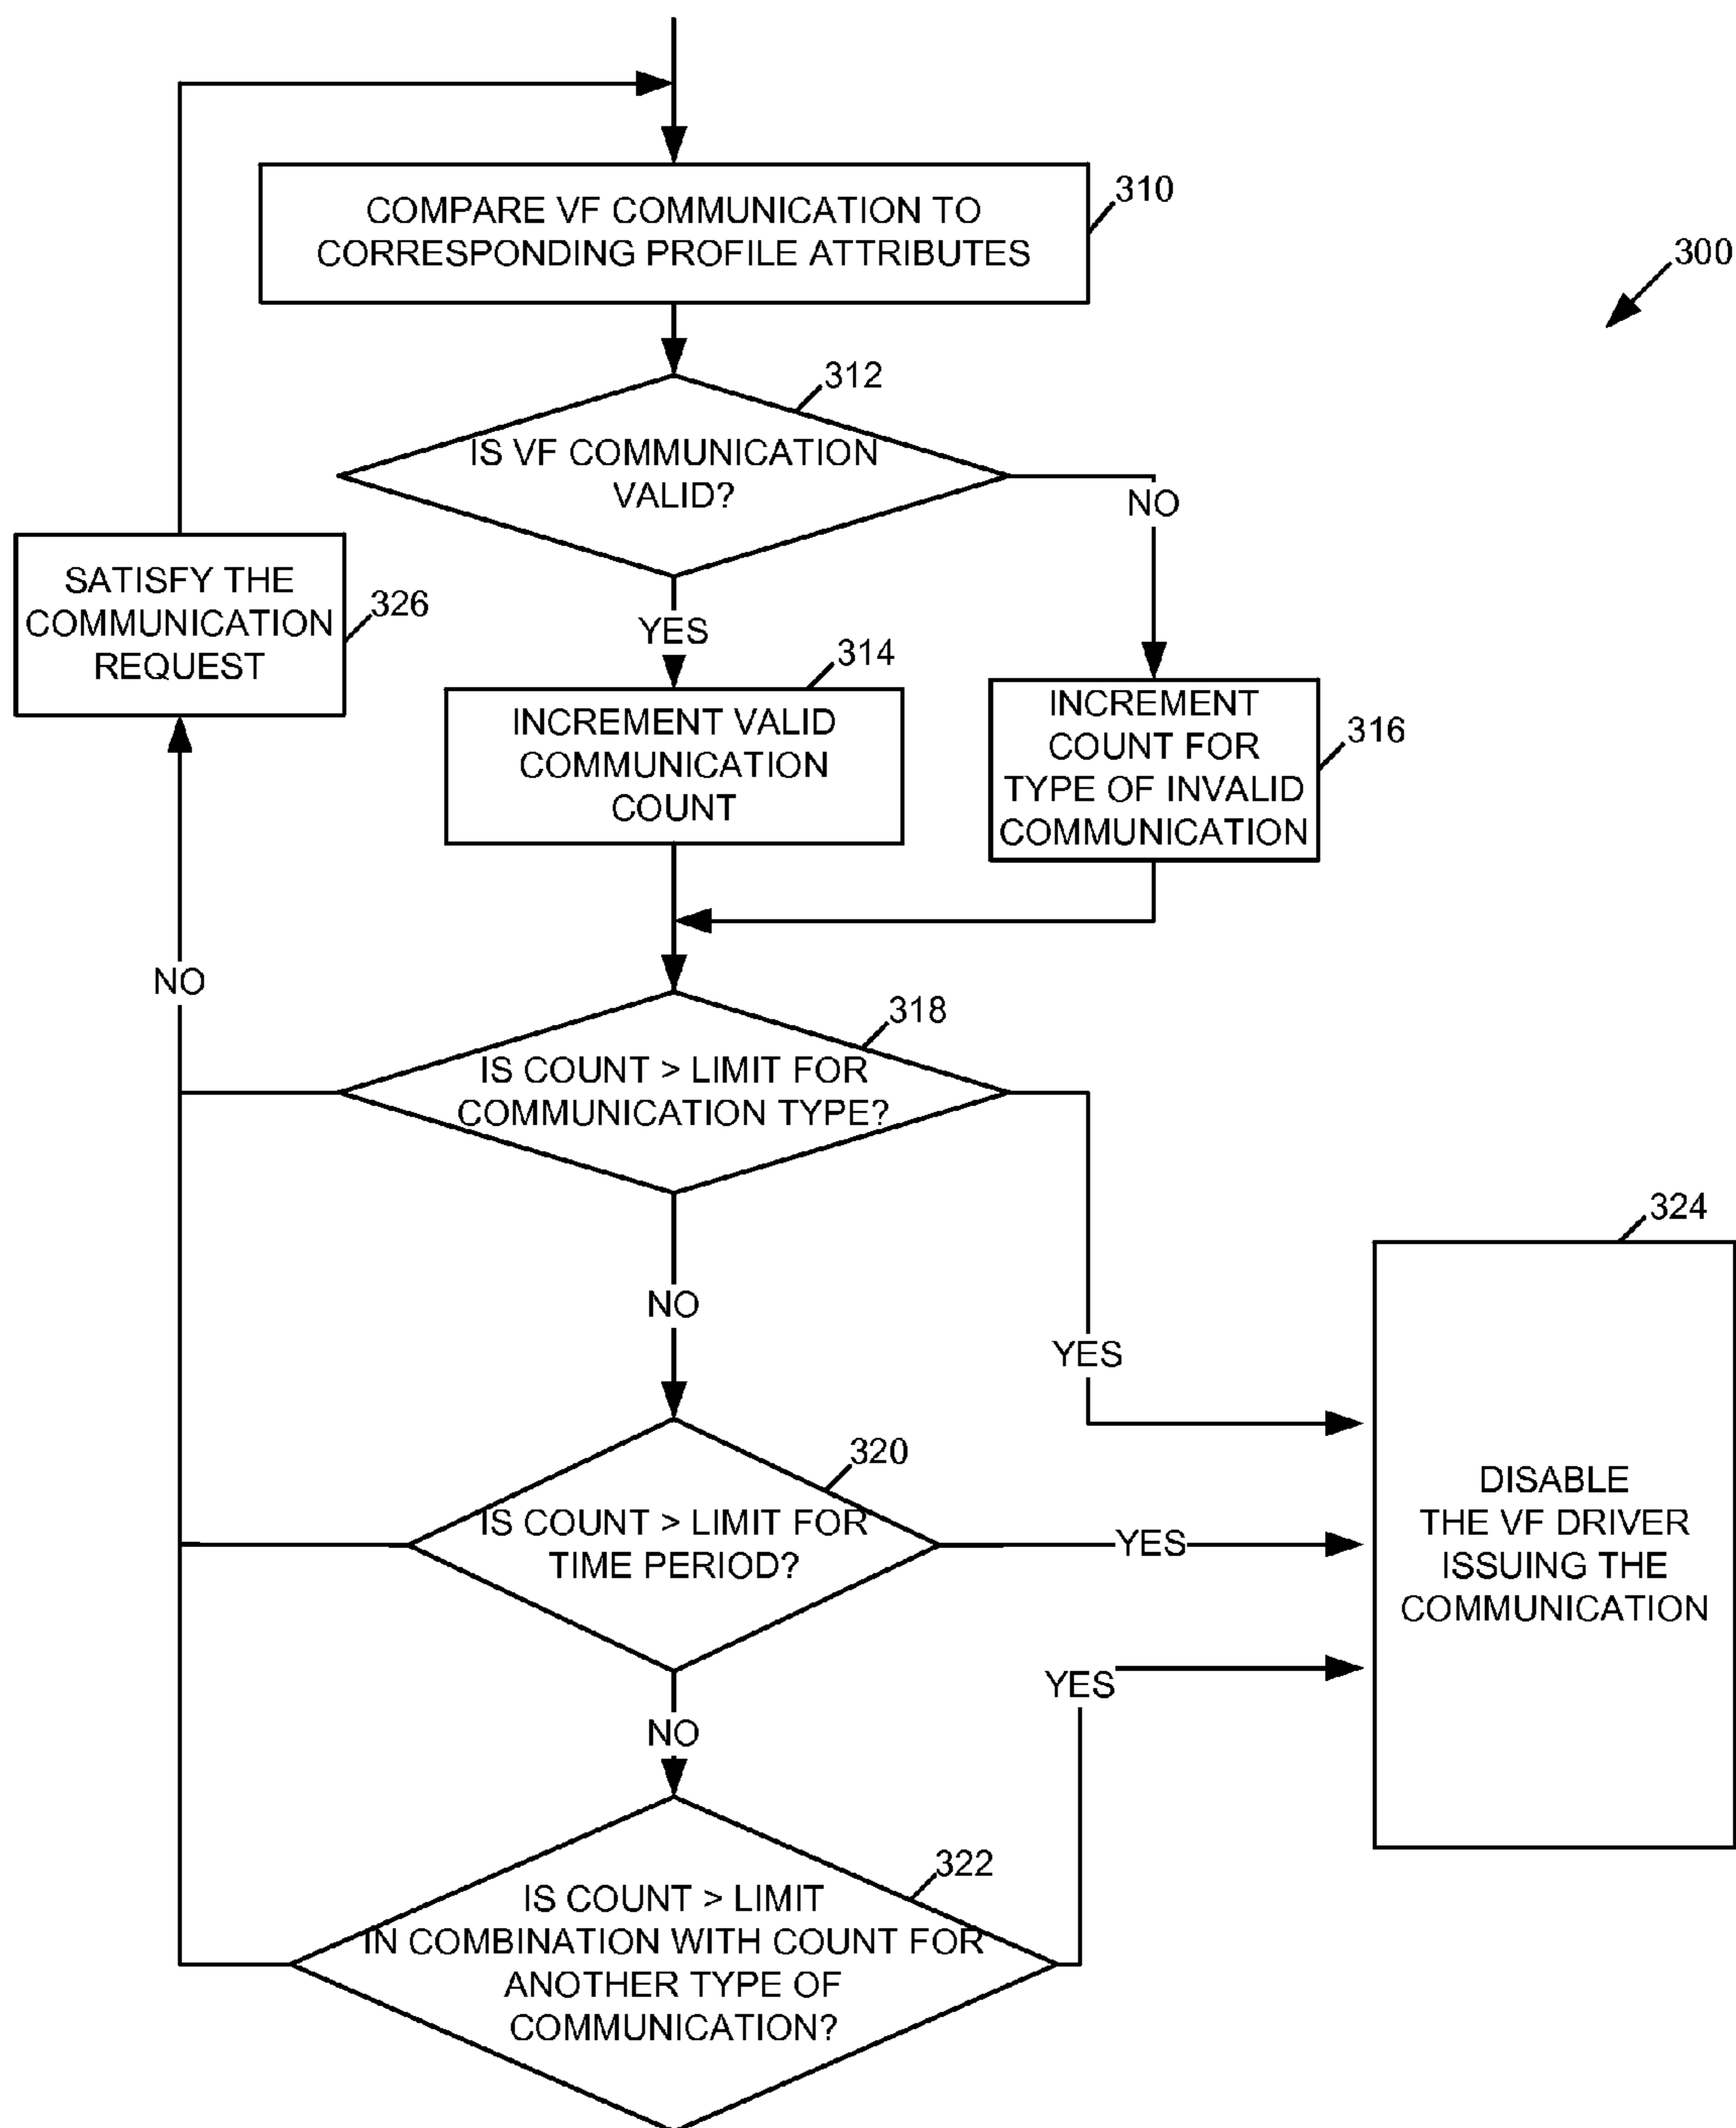 COMPARE VF COMMUNICATION TO
CORRESPONDING PROFILE ATTRIBUTES
310
300
312
IS VF COMMUNICATION
VALID?
NO
YES
SATISFY THE
COMMUNICATION
REQUEST
326
314
INCREMENT VALID
COMMUNICATION
COUNT
INCREMENT
COUNT FOR
TYPE OF INVALID
COMMUNICATION
316
NO
318
IS COUNT > LIMIT FOR
COMMUNICATION TYPE?
NO
YES
324
DISABLE
THE VF DRIVER
ISSUING THE
COMMUNICATION
320
IS COUNT > LIMIT FOR
TIME PERIOD?
YES
NO
YES
322
IS COUNT > LIMIT
IN COMBINATION WITH COUNT FOR
ANOTHER TYPE OF
COMMUNICATION?